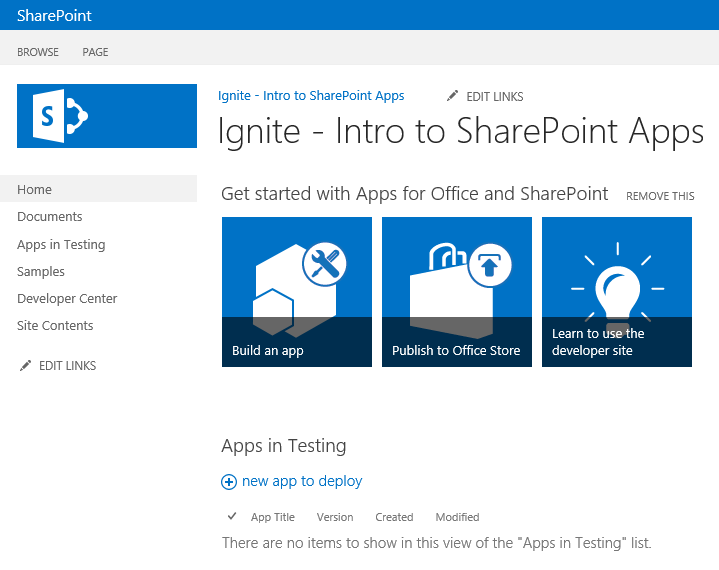 SharePoint
BROWSE PAGE
S
Ignite - Intro to SharePoint Apps EDIT LINKS
Ignite - Intro to SharePoint Apps
Home
Documents
Apps in Testing
Samples
Developer Center
Site Contents
EDIT LINKS
Get started with Apps for Office and SharePoint REMOVE THIS
Build an app
Publish to Office Store
Learn to use the
developer site
Apps in Testing
new app to deploy
App Title Version Created Modified
There are no items to show in this view of the "Apps in Testing" list.